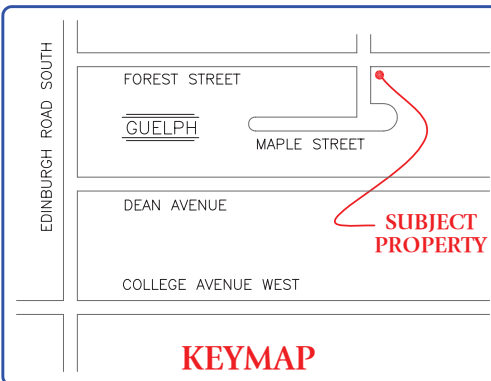 EDINBURGH ROAD SOUTH
FOREST STREET
GUELPH
MAPLE STREET
DEAN AVENUE
SUBJECT
PROPERTY
COLLEGE AVENUE WEST
KEYMAP